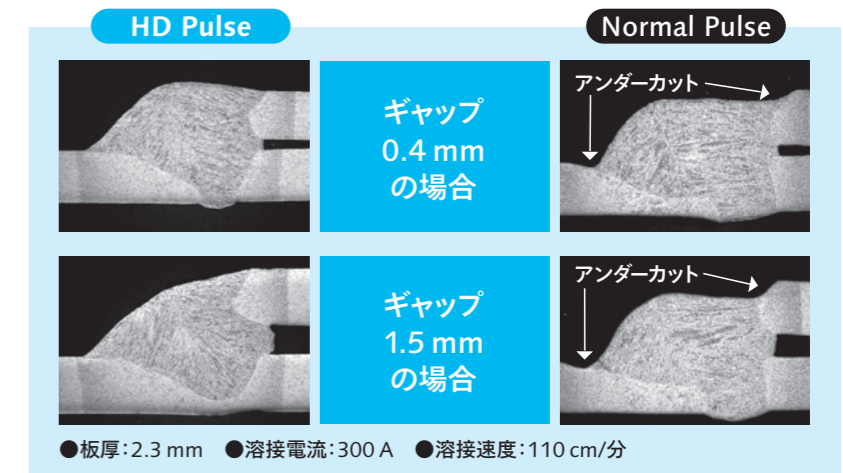 HD Pulse
Normal Pulse
ギャップ
0.4 mm
の場合
アンダーカット
ギャップ
1.5 mm
の場合
アンダーカット
●板厚：2.3 mm ●溶接電流：300 A ●溶接速度：110 cm/分